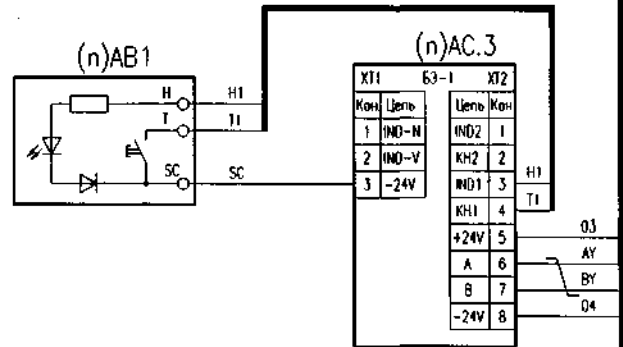 (n)AB1
H H1
T T1
SC SC
(n)AC.3
XT1 БЭ-1 XT2
Кон Цепь Цепь Кон
1 IND-N IND2 1
2 IND-V KH2 2
3 -24V IND1 3 H1
KH1 4 T1
+24V 5 03
A 6 AY
B 7 BY
-24V 8 04